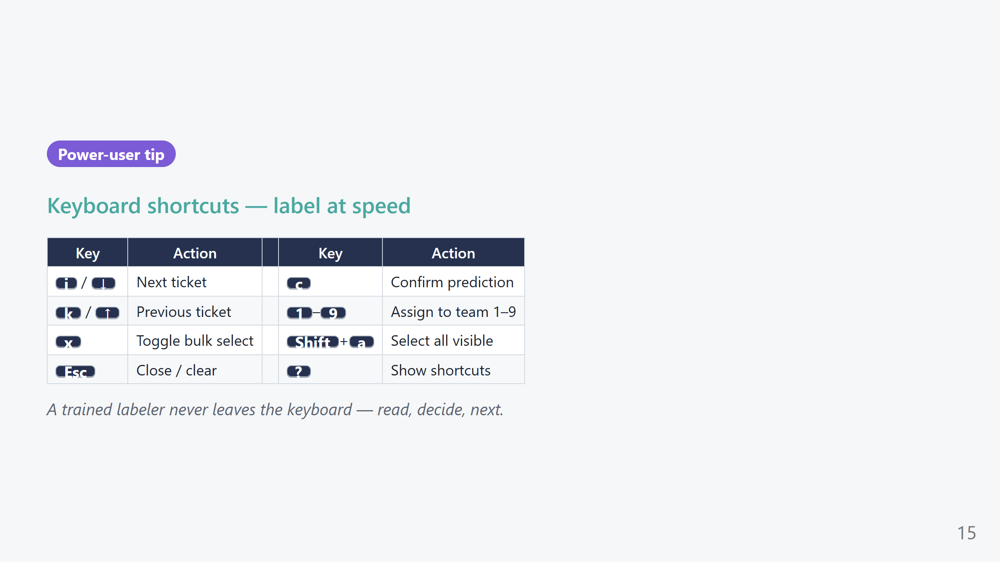 Power-user tip
Keyboard shortcuts — label at speed
Key Action Key Action
j / ↓ Next ticket c Confirm prediction
k / ↑ Previous ticket 1–9 Assign to team 1–9
x Toggle bulk select Shift+a Select all visible
Esc Close / clear ? Show shortcuts
A trained labeler never leaves the keyboard — read, decide, next.
15